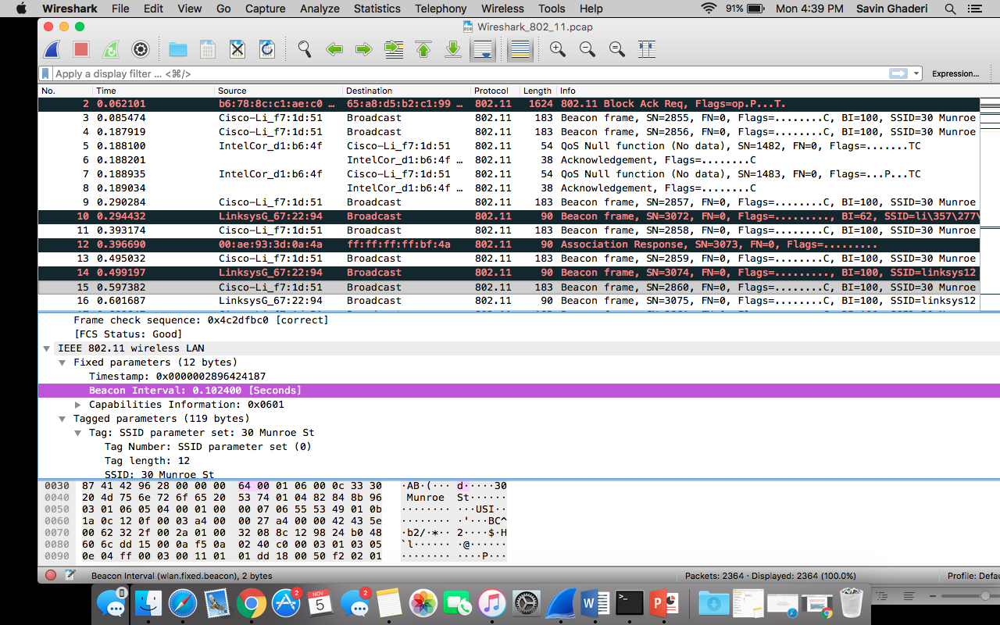 Wireshark File Edit View Go Capture Analyze Statistics Telephony Wireless Tools Help 91% Mon 4:39 PM Savin Ghaderi
Wireshark_802_11.pcap
Apply a display filter … <⌘/> Expression…
No. Time Source Destination Protocol Length Info
2 0.062101 b6:78:8c:c1:ae:c0 … 65:a8:d5:b2:c1:99 … 802.11 1624 802.11 Block Ack Req, Flags=op.P...T.
3 0.085474 Cisco-Li_f7:1d:51 Broadcast 802.11 183 Beacon frame, SN=2855, FN=0, Flags=........C, BI=100, SSID=30 Munroe
4 0.187919 Cisco-Li_f7:1d:51 Broadcast 802.11 183 Beacon frame, SN=2856, FN=0, Flags=........C, BI=100, SSID=30 Munroe
5 0.188100 IntelCor_d1:b6:4f Cisco-Li_f7:1d:51 802.11 54 QoS Null function (No data), SN=1482, FN=0, Flags=.......TC
6 0.188201 IntelCor_d1:b6:4f … 802.11 38 Acknowledgement, Flags=........C
7 0.188935 IntelCor_d1:b6:4f Cisco-Li_f7:1d:51 802.11 54 QoS Null function (No data), SN=1483, FN=0, Flags=...P...TC
8 0.189034 IntelCor_d1:b6:4f … 802.11 38 Acknowledgement, Flags=........C
9 0.290284 Cisco-Li_f7:1d:51 Broadcast 802.11 183 Beacon frame, SN=2857, FN=0, Flags=........C, BI=100, SSID=30 Munroe
10 0.294432 LinksysG_67:22:94 Broadcast 802.11 90 Beacon frame, SN=3072, FN=0, Flags=........., BI=62, SSID=li\357\277\
11 0.393174 Cisco-Li_f7:1d:51 Broadcast 802.11 183 Beacon frame, SN=2858, FN=0, Flags=........C, BI=100, SSID=30 Munroe
12 0.396690 00:ae:93:3d:0a:4a ff:ff:ff:ff:bf:4a 802.11 90 Association Response, SN=3073, FN=0, Flags=.........
13 0.495032 Cisco-Li_f7:1d:51 Broadcast 802.11 183 Beacon frame, SN=2859, FN=0, Flags=........C, BI=100, SSID=30 Munroe
14 0.499197 LinksysG_67:22:94 Broadcast 802.11 90 Beacon frame, SN=3074, FN=0, Flags=........., BI=100, SSID=linksys12
15 0.597382 Cisco-Li_f7:1d:51 Broadcast 802.11 183 Beacon frame, SN=2860, FN=0, Flags=........C, BI=100, SSID=30 Munroe
16 0.601687 LinksysG_67:22:94 Broadcast 802.11 90 Beacon frame, SN=3075, FN=0, Flags=........., BI=100, SSID=linksys12
Frame check sequence: 0x4c2dfbc0 [correct]
[FCS Status: Good]
IEEE 802.11 wireless LAN
Fixed parameters (12 bytes)
Timestamp: 0x0000002896424187
Beacon Interval: 0.102400 [Seconds]
Capabilities Information: 0x0601
Tagged parameters (119 bytes)
Tag: SSID parameter set: 30 Munroe St
Tag Number: SSID parameter set (0)
Tag length: 12
SSID: 30 Munroe St
0030 87 41 42 96 28 00 00 00 64 00 01 06 00 0c 33 30 ·AB·(··· d·····30
0040 20 4d 75 6e 72 6f 65 20 53 74 01 04 82 84 8b 96 Munroe St······
0050 03 01 06 05 04 00 01 00 00 07 06 55 53 49 01 0b ········ ···USI··
0060 1a 0c 12 0f 00 03 a4 00 00 27 a4 00 00 42 43 5e ········ ·'···BC^
0070 00 62 32 2f 00 2a 01 00 32 08 8c 12 98 24 b0 48 ·b2/·*·· 2····$·H
0080 60 6c dd 15 00 0a f5 0a 02 40 c0 00 03 01 03 05 `l······ ·@······
0090 0e 04 ff 00 03 00 11 01 01 dd 18 00 50 f2 02 01 ········ ····P···
Beacon Interval (wlan.fixed.beacon), 2 bytes Packets: 2364 · Displayed: 2364 (100.0%) Profile: Defau
2 NOV 5 2